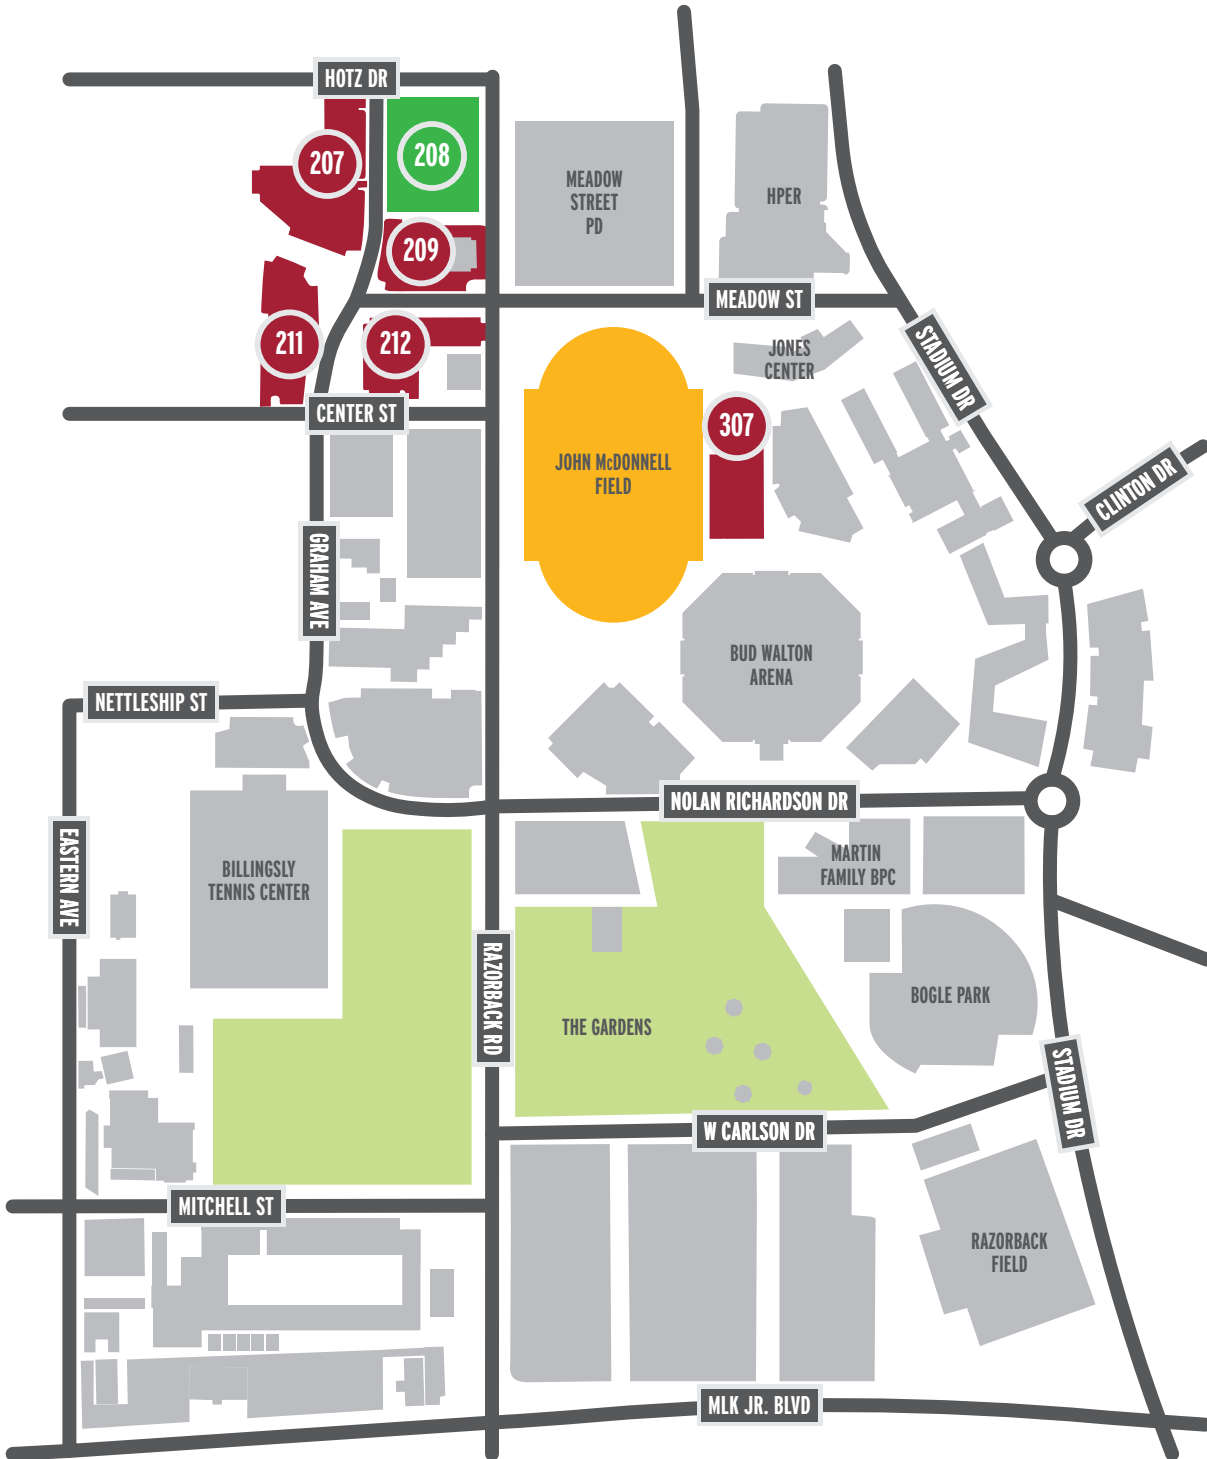 HOTZ DR
207
208
MEADOW
STREET
PD
HPER
209
MEADOW ST
211
212
JONES
CENTER
STADIUM DR
CENTER ST
307
JOHN McDONNELL
FIELD
CLINTON DR
GRAHAM AVE
BUD WALTON
ARENA
NETTLESHIP ST
NOLAN RICHARDSON DR
EASTERN AVE
BILLINGSLY
TENNIS CENTER
MARTIN
FAMILY BPC
RAZORBACK RD
THE GARDENS
BOGLE PARK
STADIUM DR
W CARLSON DR
MITCHELL ST
RAZORBACK
FIELD
MLK JR. BLVD